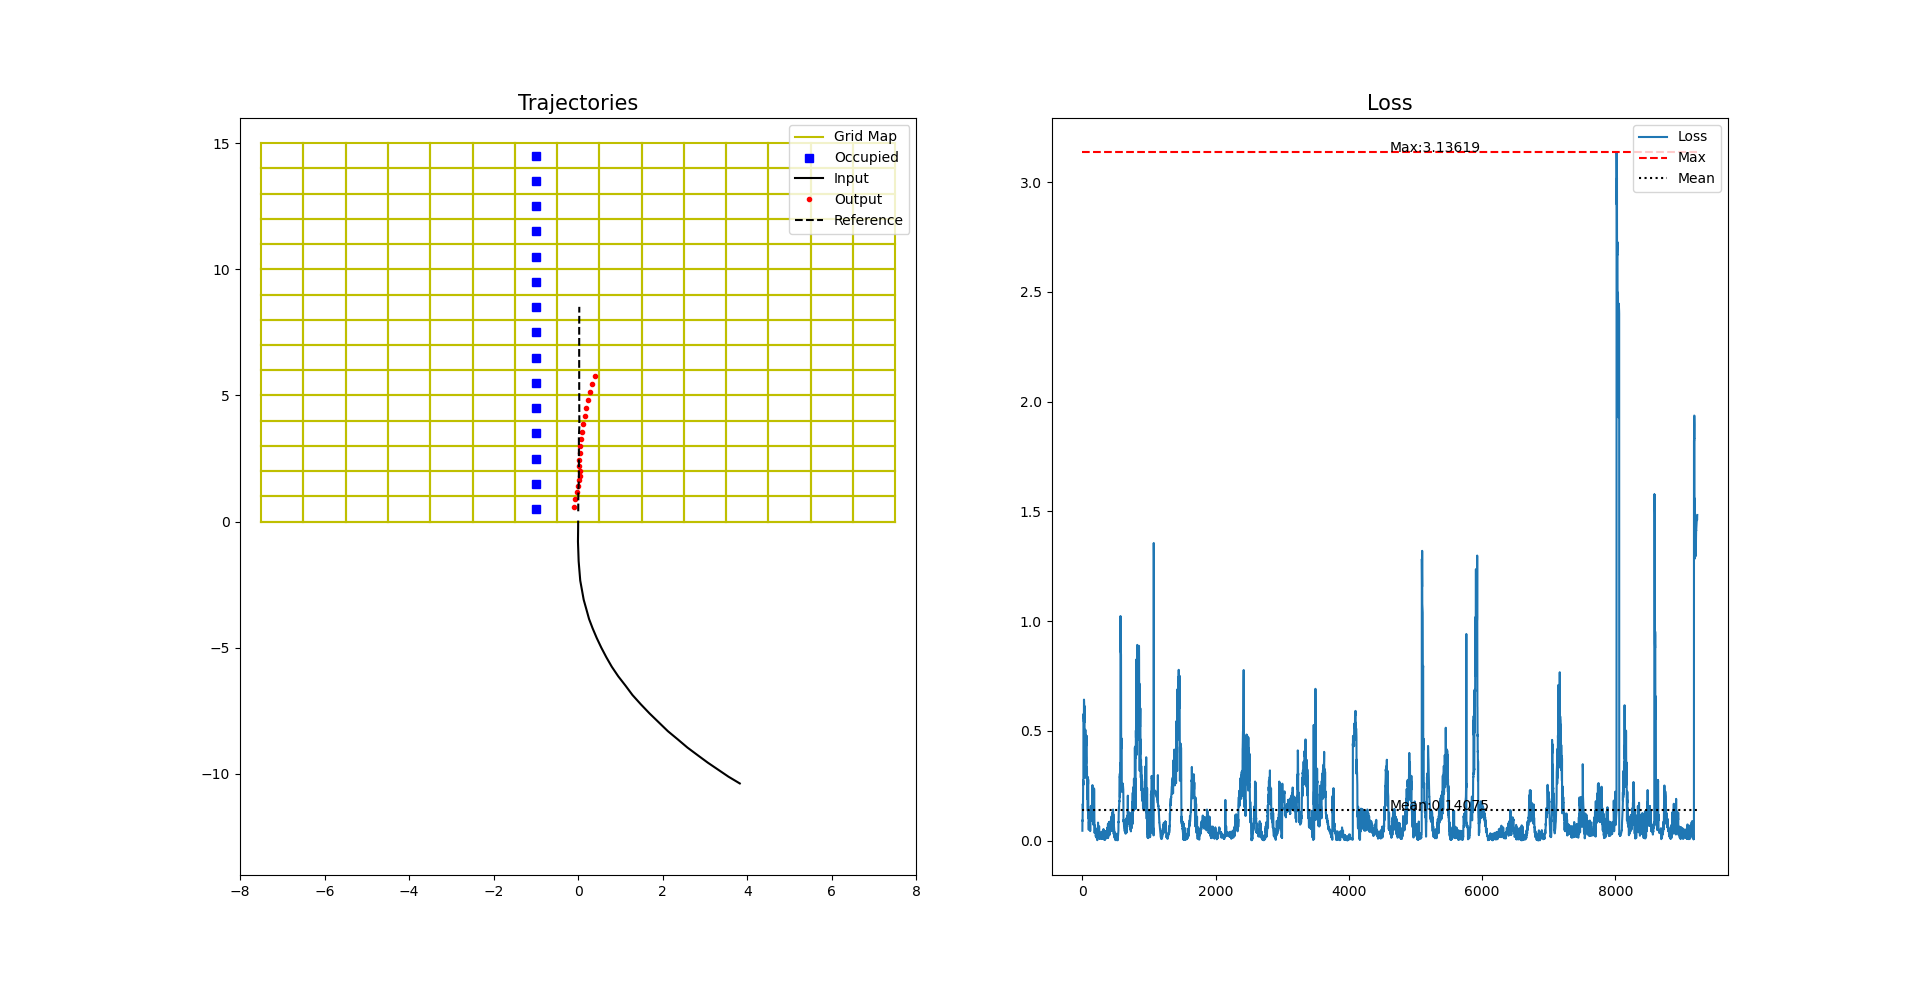 Trajectories
15
10
5
0
−5
−10
−8
−6
−4
−2
0
2
4
6
8
Grid Map
Occupied
Input
Output
Reference
Loss
3.0
2.5
2.0
1.5
1.0
0.5
0.0
0
2000
4000
6000
8000
Max:3.13619
Mean:0.14075
Loss
Max
Mean